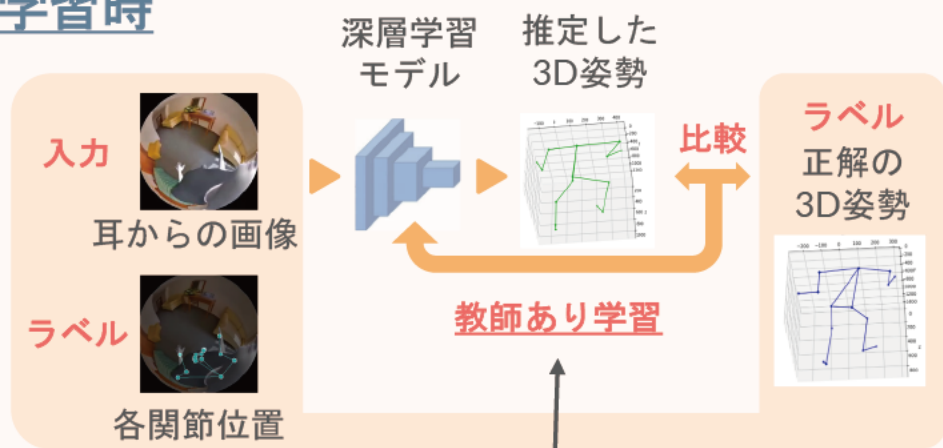 学習時
深層学習
モデル
推定した
3D姿勢
入力
耳からの画像
比較
ラベル
正解の
3D姿勢
ラベル
各関節位置
教師あり学習